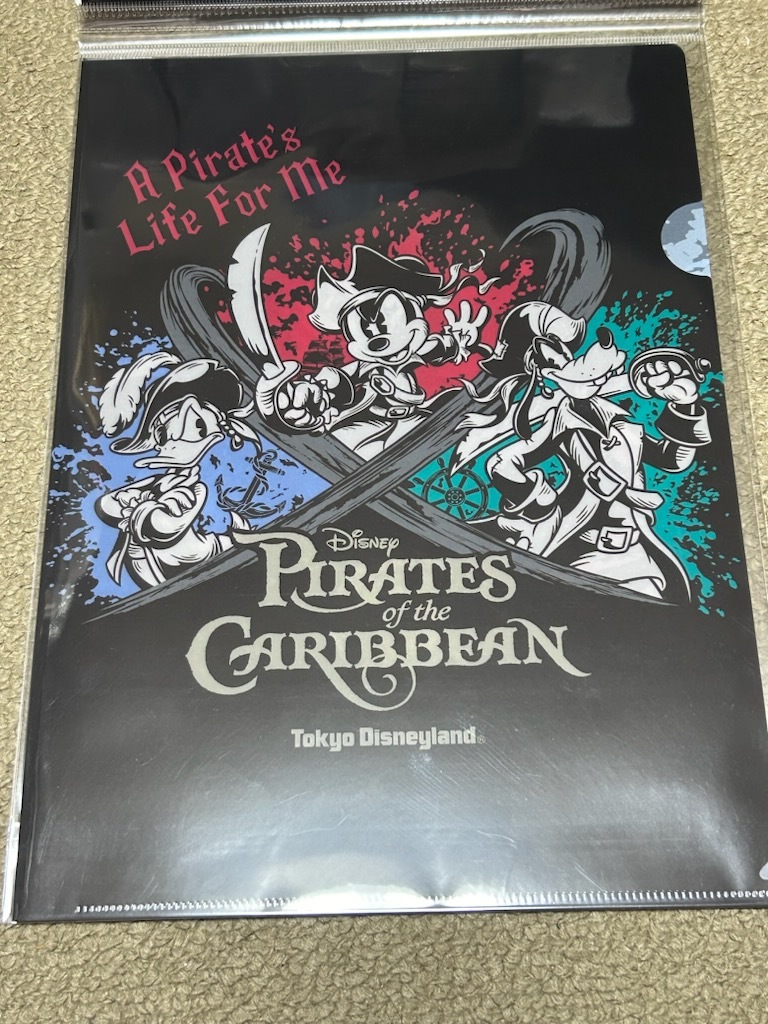 A Pirate's
Life For Me
Disney
PIRATES
of the
CARIBBEAN
Tokyo Disneyland®